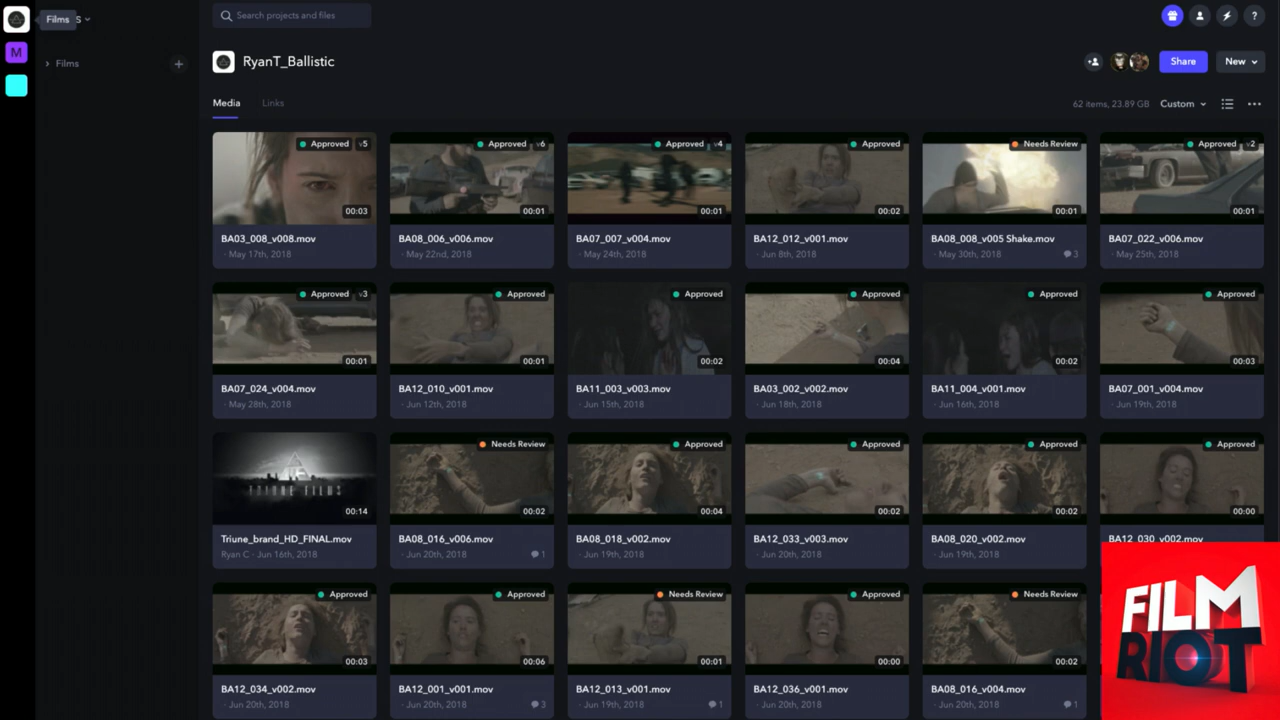 Films
S
Search projects and files
?
M
Films
RyanT_Ballistic
Share
New
Media
Links
62 items, 23.89 GB
Custom
Approved v5
00:03
BA03_008_v008.mov
· May 17th, 2018
Approved v6
00:01
BA08_006_v006.mov
· May 22nd, 2018
Approved v4
00:01
BA07_007_v004.mov
· May 24th, 2018
Approved
00:02
BA12_012_v001.mov
· Jun 8th, 2018
Needs Review
00:01
BA08_008_v005 Shake.mov
· May 30th, 2018 3
Approved v2
00:01
BA07_022_v006.mov
· May 25th, 2018
Approved v3
00:01
BA07_024_v004.mov
· May 28th, 2018
Approved
00:01
BA12_010_v001.mov
· Jun 12th, 2018
Approved
00:02
BA11_003_v003.mov
· Jun 15th, 2018
Approved
00:04
BA03_002_v002.mov
· Jun 18th, 2018
Approved
00:02
BA11_004_v001.mov
· Jun 16th, 2018
Approved
00:03
BA07_001_v004.mov
· Jun 19th, 2018
TRIUNE FILMS
00:14
Triune_brand_HD_FINAL.mov
Ryan C · Jun 16th, 2018
Needs Review
00:02
BA08_016_v006.mov
· Jun 20th, 2018 1
Approved
00:04
BA08_018_v002.mov
· Jun 19th, 2018
Approved
00:02
BA12_033_v003.mov
· Jun 20th, 2018
Approved
00:02
BA08_020_v002.mov
· Jun 19th, 2018
Approved
00:00
BA12_030_v002.mov
Approved
00:03
BA12_034_v002.mov
· Jun 20th, 2018
Approved
00:06
BA12_001_v001.mov
· Jun 20th, 2018 3
Needs Review
00:01
BA12_013_v001.mov
· Jun 19th, 2018 1
Approved
00:00
BA12_036_v001.mov
· Jun 20th, 2018
Needs Review
00:02
BA08_016_v004.mov
· Jun 20th, 2018 1
FILM
RIOT